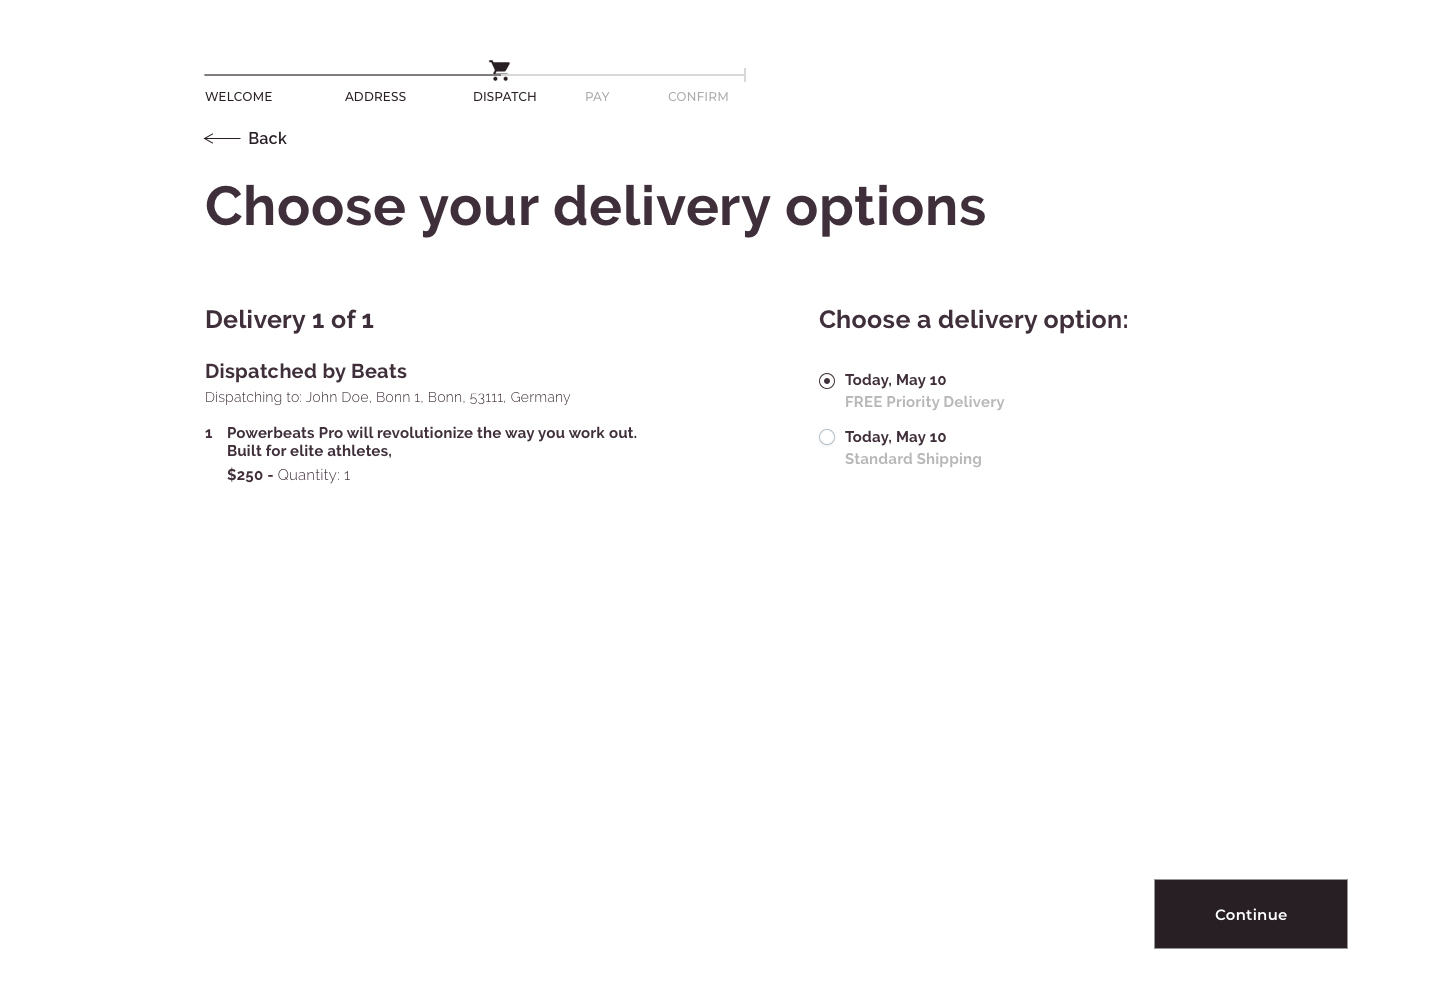 WELCOME ADDRESS DISPATCH PAY CONFIRM
Back
Choose your delivery options
Delivery 1 of 1
Dispatched by Beats
Dispatching to: John Doe, Bonn 1, Bonn, 53111, Germany
1 Powerbeats Pro will revolutionize the way you work out.
Built for elite athletes,
$250 - Quantity: 1
Choose a delivery option:
Today, May 10
FREE Priority Delivery
Today, May 10
Standard Shipping
Continue